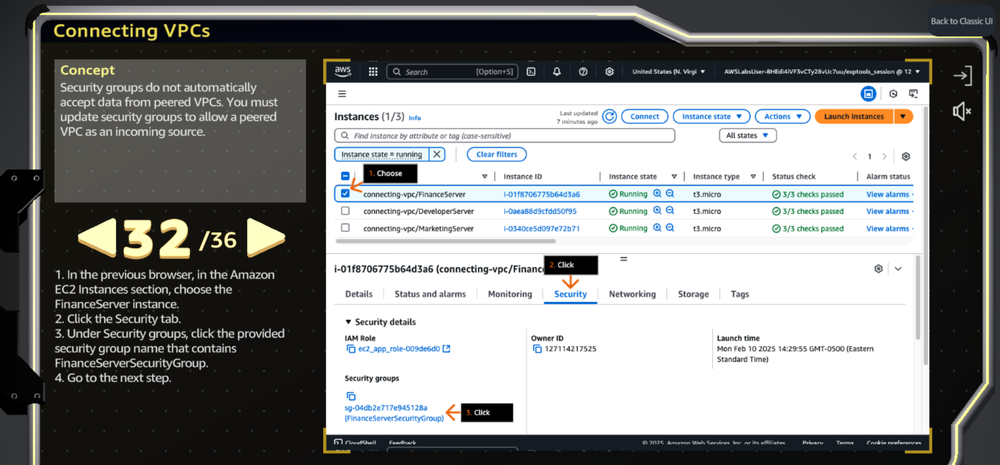 Back to Classic UI
Connecting VPCs
Concept
Security groups do not automatically
accept data from peered VPCs. You must
update security groups to allow a peered
VPC as an incoming source.
32 /36
1. In the previous browser, in the Amazon
EC2 Instances section, choose the
FinanceServer instance.
2. Click the Security tab.
3. Under Security groups, click the provided
security group name that contains
FinanceServerSecurityGroup.
4. Go to the next step.
aws Search [Option+S] United States (N. Virgi AWSLabsUser-8HEdi4iVF3vCTy28vUc7uu/exptools_session @ 12
Instances (1/3) Info Last updated 7 minutes ago Connect Instance state Actions Launch instances
Find Instance by attribute or tag (case-sensitive) All states
Instance state = running Clear filters 1
1. Choose Instance ID Instance state Instance type Status check Alarm status
connecting-vpc/FinanceServer i-01f8706775b64d3a6 Running t3.micro 3/3 checks passed View alarms
connecting-vpc/DeveloperServer i-0aea88d9cfdd50f95 Running t3.micro 3/3 checks passed View alarms
connecting-vpc/MarketingServer i-0340ce5d097e72b71 Running t3.micro 3/3 checks passed View alarms
i-01f8706775b64d3a6 (connecting-vpc/Financ 2. Click
Details Status and alarms Monitoring Security Networking Storage Tags
Security details
IAM Role Owner ID Launch time
ec2_app_role-009de6d0 127114217525 Mon Feb 10 2025 14:29:55 GMT-0500 (Eastern
Standard Time)
Security groups
sg-04db2e717e945128a
(FinanceServerSecurityGroup) 3. Click
CloudShell Feedback © 2025, Amazon Web Services, Inc. or its affiliates. Privacy Terms Cookie preferences